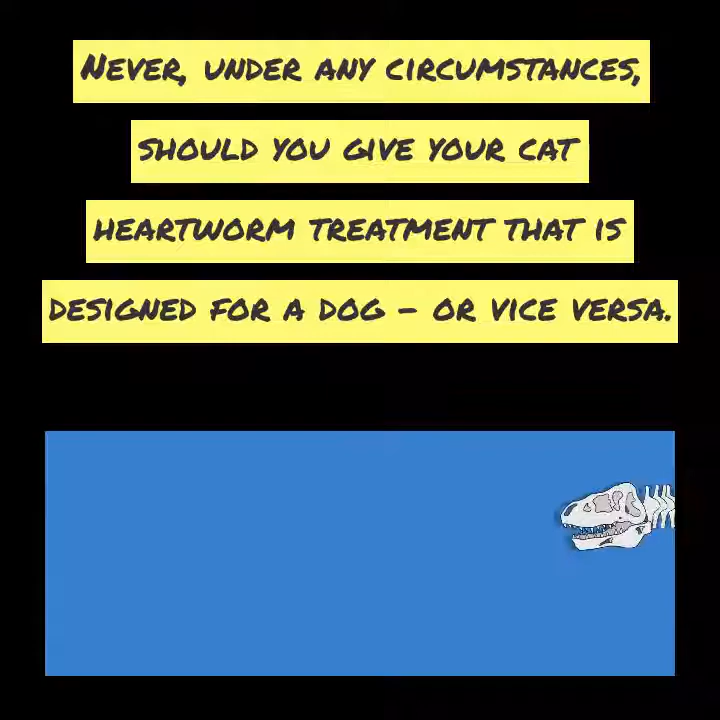 Never, under any circumstances,
should you give your cat
heartworm treatment that is
designed for a dog – or vice versa.